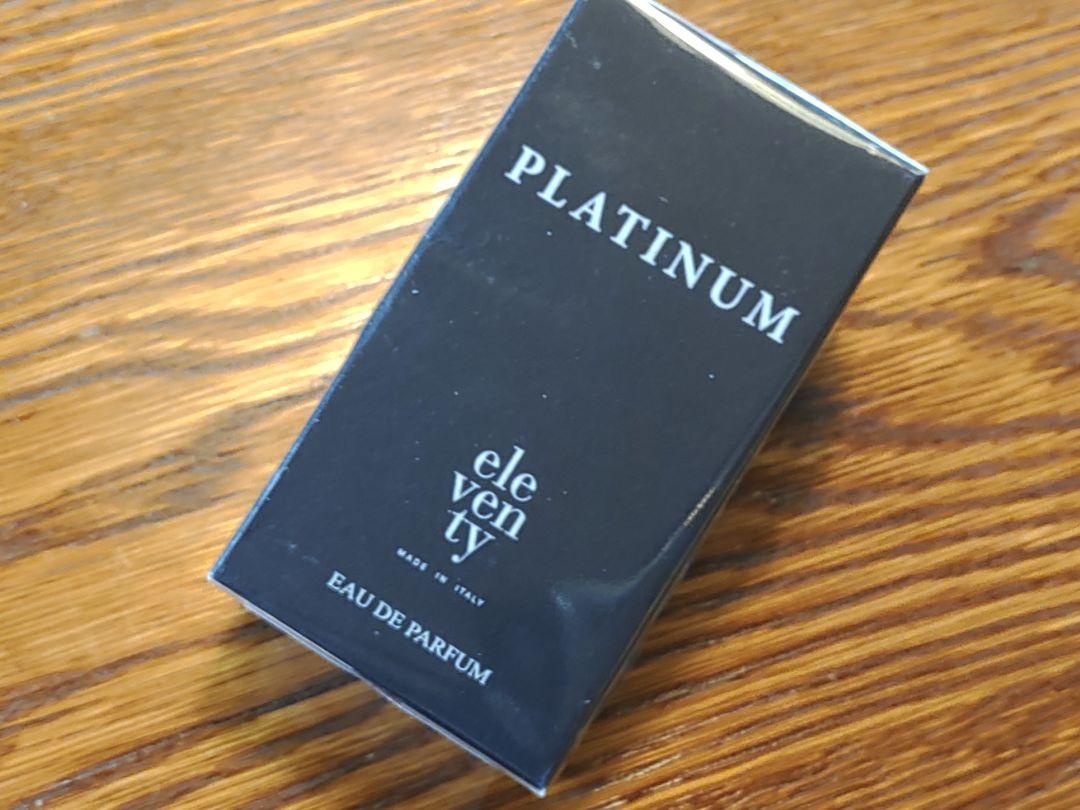 PLATINUM
ele
ven
ty
MADE IN ITALY
EAU DE PARFUM